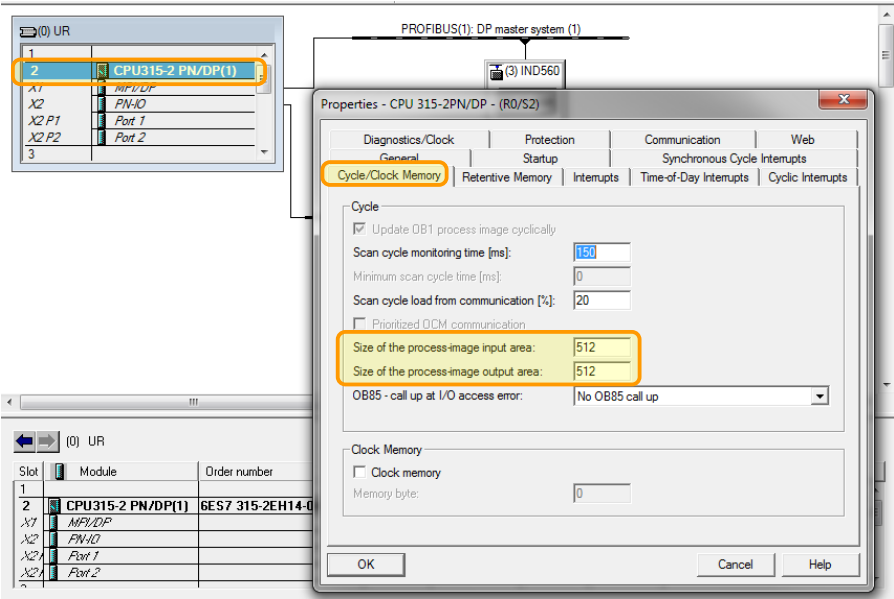 (0) UR
1
2 CPU315-2 PN/DP(1)
X1 MPI/DP
X2 PN-IO
X2 P1 Port 1
X2 P2 Port 2
3
PROFIBUS(1): DP master system (1)
(3) IND560
Properties - CPU 315-2PN/DP - (R0/S2)
Diagnostics/Clock Protection Communication Web
General Startup Synchronous Cycle Interrupts
Cycle/Clock Memory Retentive Memory Interrupts Time-of-Day Interrupts Cyclic Interrupts
Cycle
Update OB1 process image cyclically
Scan cycle monitoring time [ms]: 150
Minimum scan cycle time [ms]: 0
Scan cycle load from communication [%]: 20
Prioritized OCM communication
Size of the process-image input area: 512
Size of the process-image output area: 512
OB85 - call up at I/O access error: No OB85 call up
Clock Memory
Clock memory
Memory byte: 0
OK Cancel Help
(0) UR
Slot Module Order number
1
2 CPU315-2 PN/DP(1) 6ES7 315-2EH14-0
X1 MPI/DP
X2 PN-IO
X2 Port 1
X2 Port 2